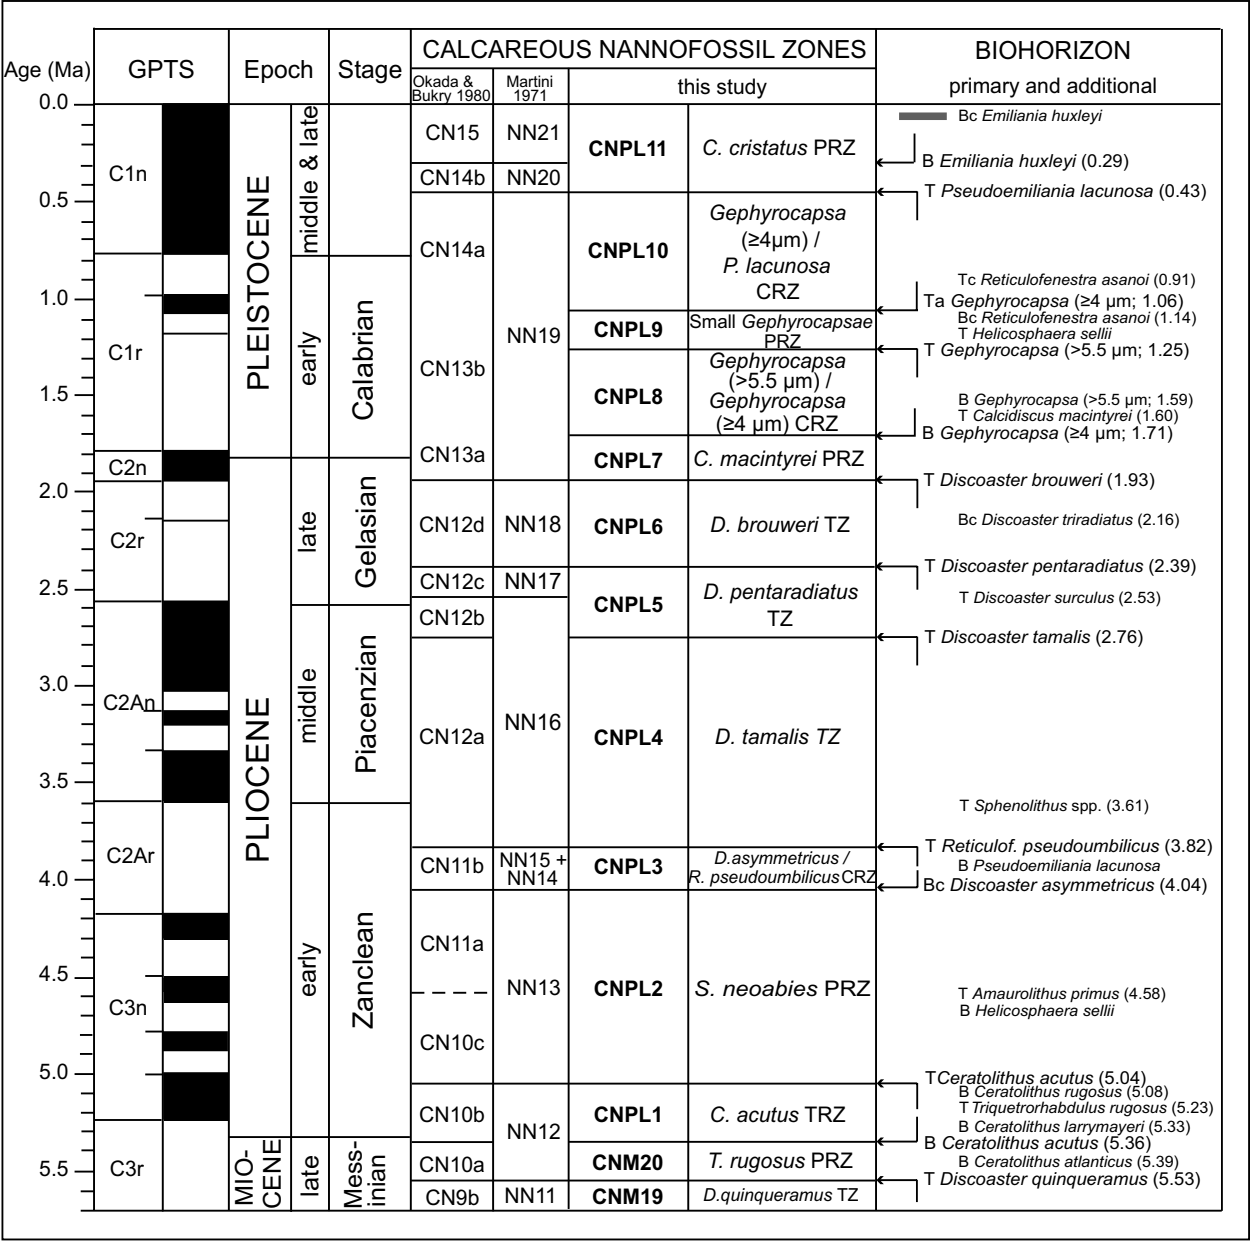 CALCAREOUS NANNOFOSSIL ZONES
BIOHORIZON
Age (Ma)
GPTS
Epoch
Stage
Okada &
Bukry 1980
Martini
1971
this study
primary and additional
0.0
0.5
1.0
1.5
2.0
2.5
3.0
3.5
4.0
4.5
5.0
5.5
C1n
C1r
C2n
C2r
C2An
C2Ar
C3n
C3r
PLEISTOCENE
PLIOCENE
MIO-
CENE
middle & late
early
late
middle
early
late
Calabrian
Gelasian
Piacenzian
Zanclean
Mess-
inian
CN15
CN14b
CN14a
CN13b
CN13a
CN12d
CN12c
CN12b
CN12a
CN11b
CN11a
CN10c
CN10b
CN10a
CN9b
NN21
NN20
NN19
NN18
NN17
NN16
NN15 +
NN14
NN13
NN12
NN11
CNPL11
CNPL10
CNPL9
CNPL8
CNPL7
CNPL6
CNPL5
CNPL4
CNPL3
CNPL2
CNPL1
CNM20
CNM19
C. cristatus PRZ
Gephyrocapsa
(≥4µm) /
P. lacunosa
CRZ
Small Gephyrocapsae
PRZ
Gephyrocapsa
(>5.5 µm) /
Gephyrocapsa
(≥4 µm) CRZ
C. macintyrei PRZ
D. brouweri TZ
D. pentaradiatus
TZ
D. tamalis TZ
D.asymmetricus /
R. pseudoumbilicus CRZ
S. neoabies PRZ
C. acutus TRZ
T. rugosus PRZ
D.quinqueramus TZ
Bc Emiliania huxleyi
B Emiliania huxleyi (0.29)
T Pseudoemiliania lacunosa (0.43)
Tc Reticulofenestra asanoi (0.91)
Ta Gephyrocapsa (≥4 µm; 1.06)
Bc Reticulofenestra asanoi (1.14)
T Helicosphaera sellii
T Gephyrocapsa (>5.5 µm; 1.25)
B Gephyrocapsa (>5.5 µm; 1.59)
T Calcidiscus macintyrei (1.60)
B Gephyrocapsa (≥4 µm; 1.71)
T Discoaster brouweri (1.93)
Bc Discoaster triradiatus (2.16)
T Discoaster pentaradiatus (2.39)
T Discoaster surculus (2.53)
T Discoaster tamalis (2.76)
T Sphenolithus spp. (3.61)
T Reticulof. pseudoumbilicus (3.82)
B Pseudoemiliania lacunosa
Bc Discoaster asymmetricus (4.04)
T Amaurolithus primus (4.58)
B Helicosphaera sellii
T Ceratolithus acutus (5.04)
B Ceratolithus rugosus (5.08)
T Triquetrorhabdulus rugosus (5.23)
B Ceratolithus larrymayeri (5.33)
B Ceratolithus acutus (5.36)
B Ceratolithus atlanticus (5.39)
T Discoaster quinqueramus (5.53)